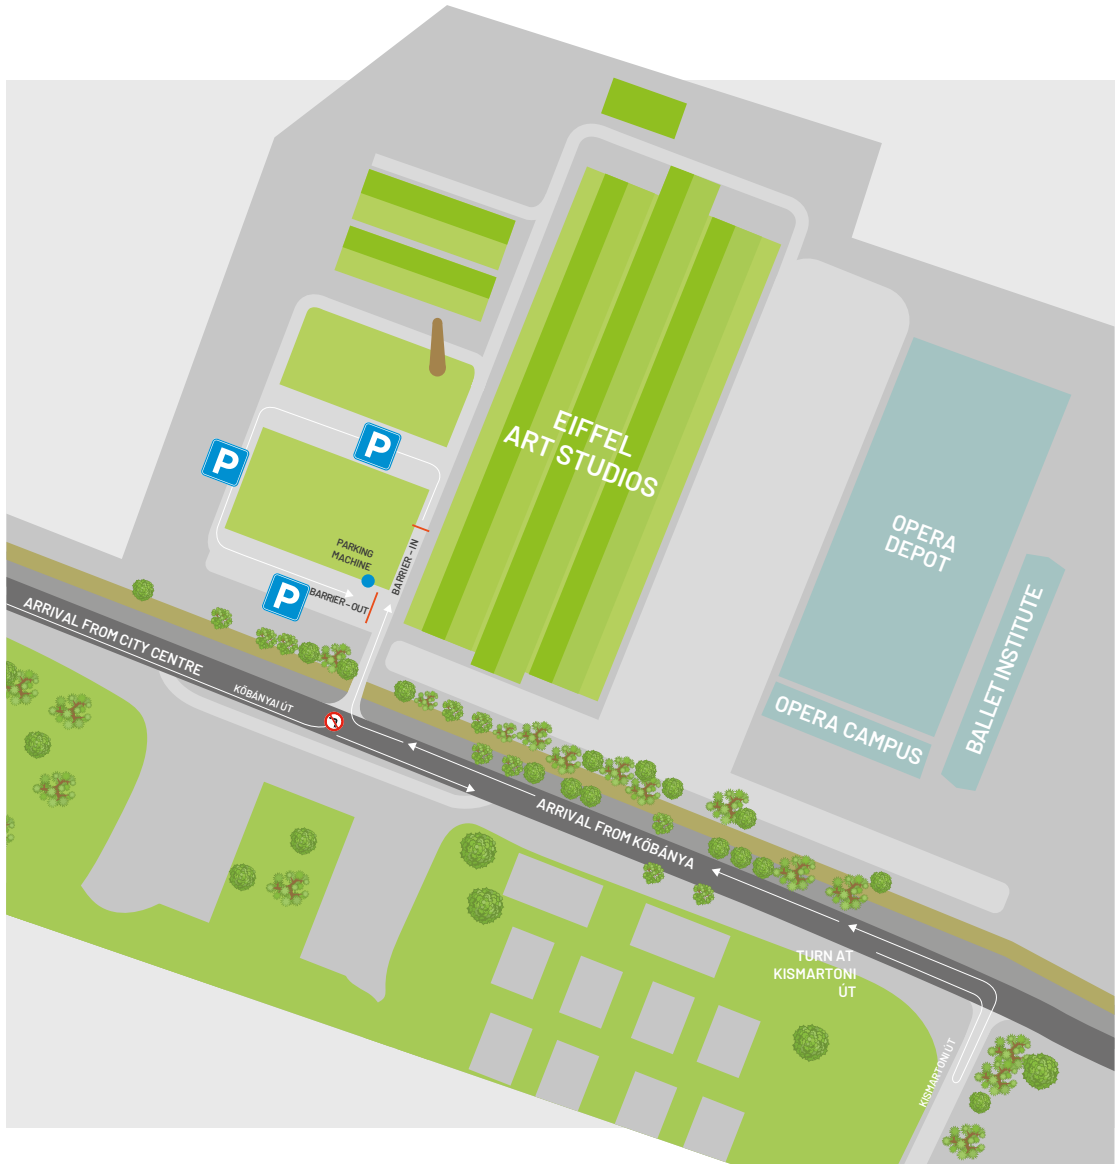 EIFFEL
ART STUDIOS
P
P
OPERA
DEPOT
PARKING
MACHINE
BARRIER - IN
P
BARRIER - OUT
BALLET INSTITUTE
ARRIVAL FROM CITY CENTRE
KŐBÁNYAI ÚT
OPERA CAMPUS
ARRIVAL FROM KŐBÁNYA
TURN AT
KISMARTONI
ÚT
KISMARTONI ÚT